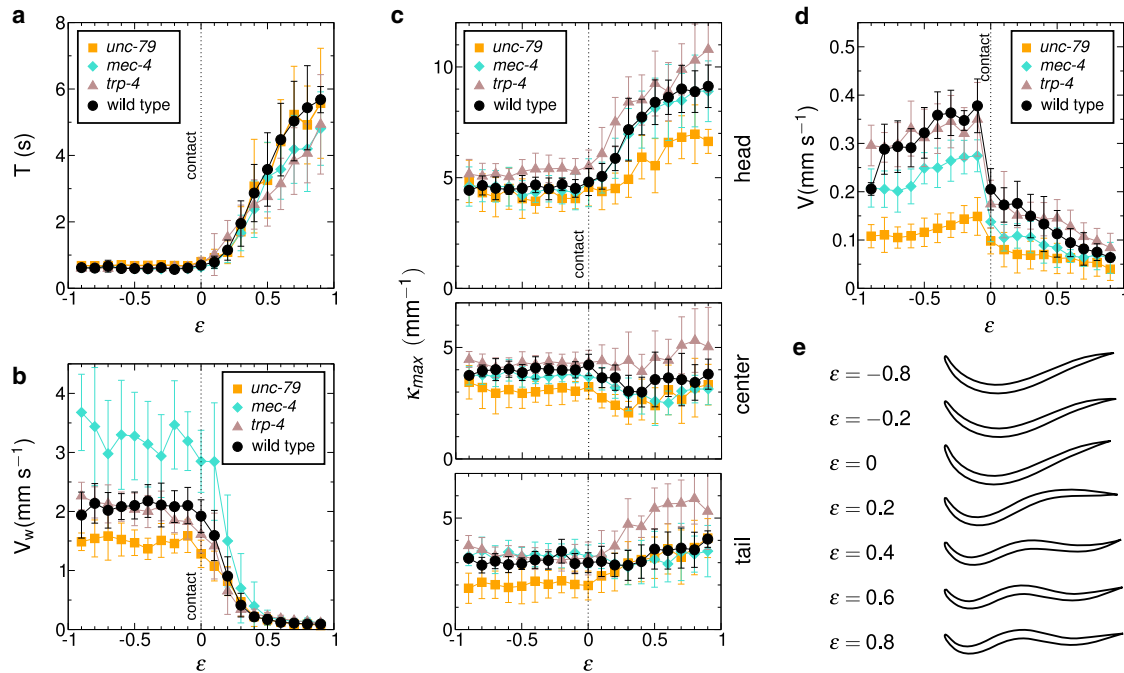 a
8
6
4
2
0
T (s)
unc-79
mec-4
trp-4
wild type
contact
-1
-0.5
0
0.5
1
ε
b
4
3
2
1
0
V_w(mm s⁻¹)
unc-79
mec-4
trp-4
wild type
contact
-1
-0.5
0
0.5
1
ε
c
10
5
0
unc-79
mec-4
trp-4
wild type
contact
head
κmax (mm⁻¹)
5
0
center
5
0
tail
-1
-0.5
0
0.5
1
ε
d
0.5
0.4
0.3
0.2
0.1
0
V(mm s⁻¹)
contact
unc-79
mec-4
trp-4
wild type
-1
-0.5
0
0.5
1
ε
e
ε = −0.8
ε = −0.2
ε = 0
ε = 0.2
ε = 0.4
ε = 0.6
ε = 0.8